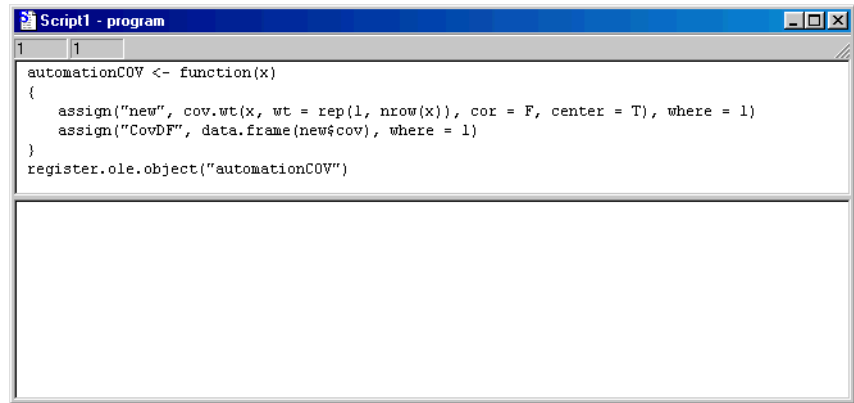 Script1 - program
1 1
automationCOV <- function(x)
{
    assign("new", cov.wt(x, wt = rep(1, nrow(x)), cor = F, center = T), where = 1)
    assign("CovDF", data.frame(new$cov), where = 1)
}
register.ole.object("automationCOV")